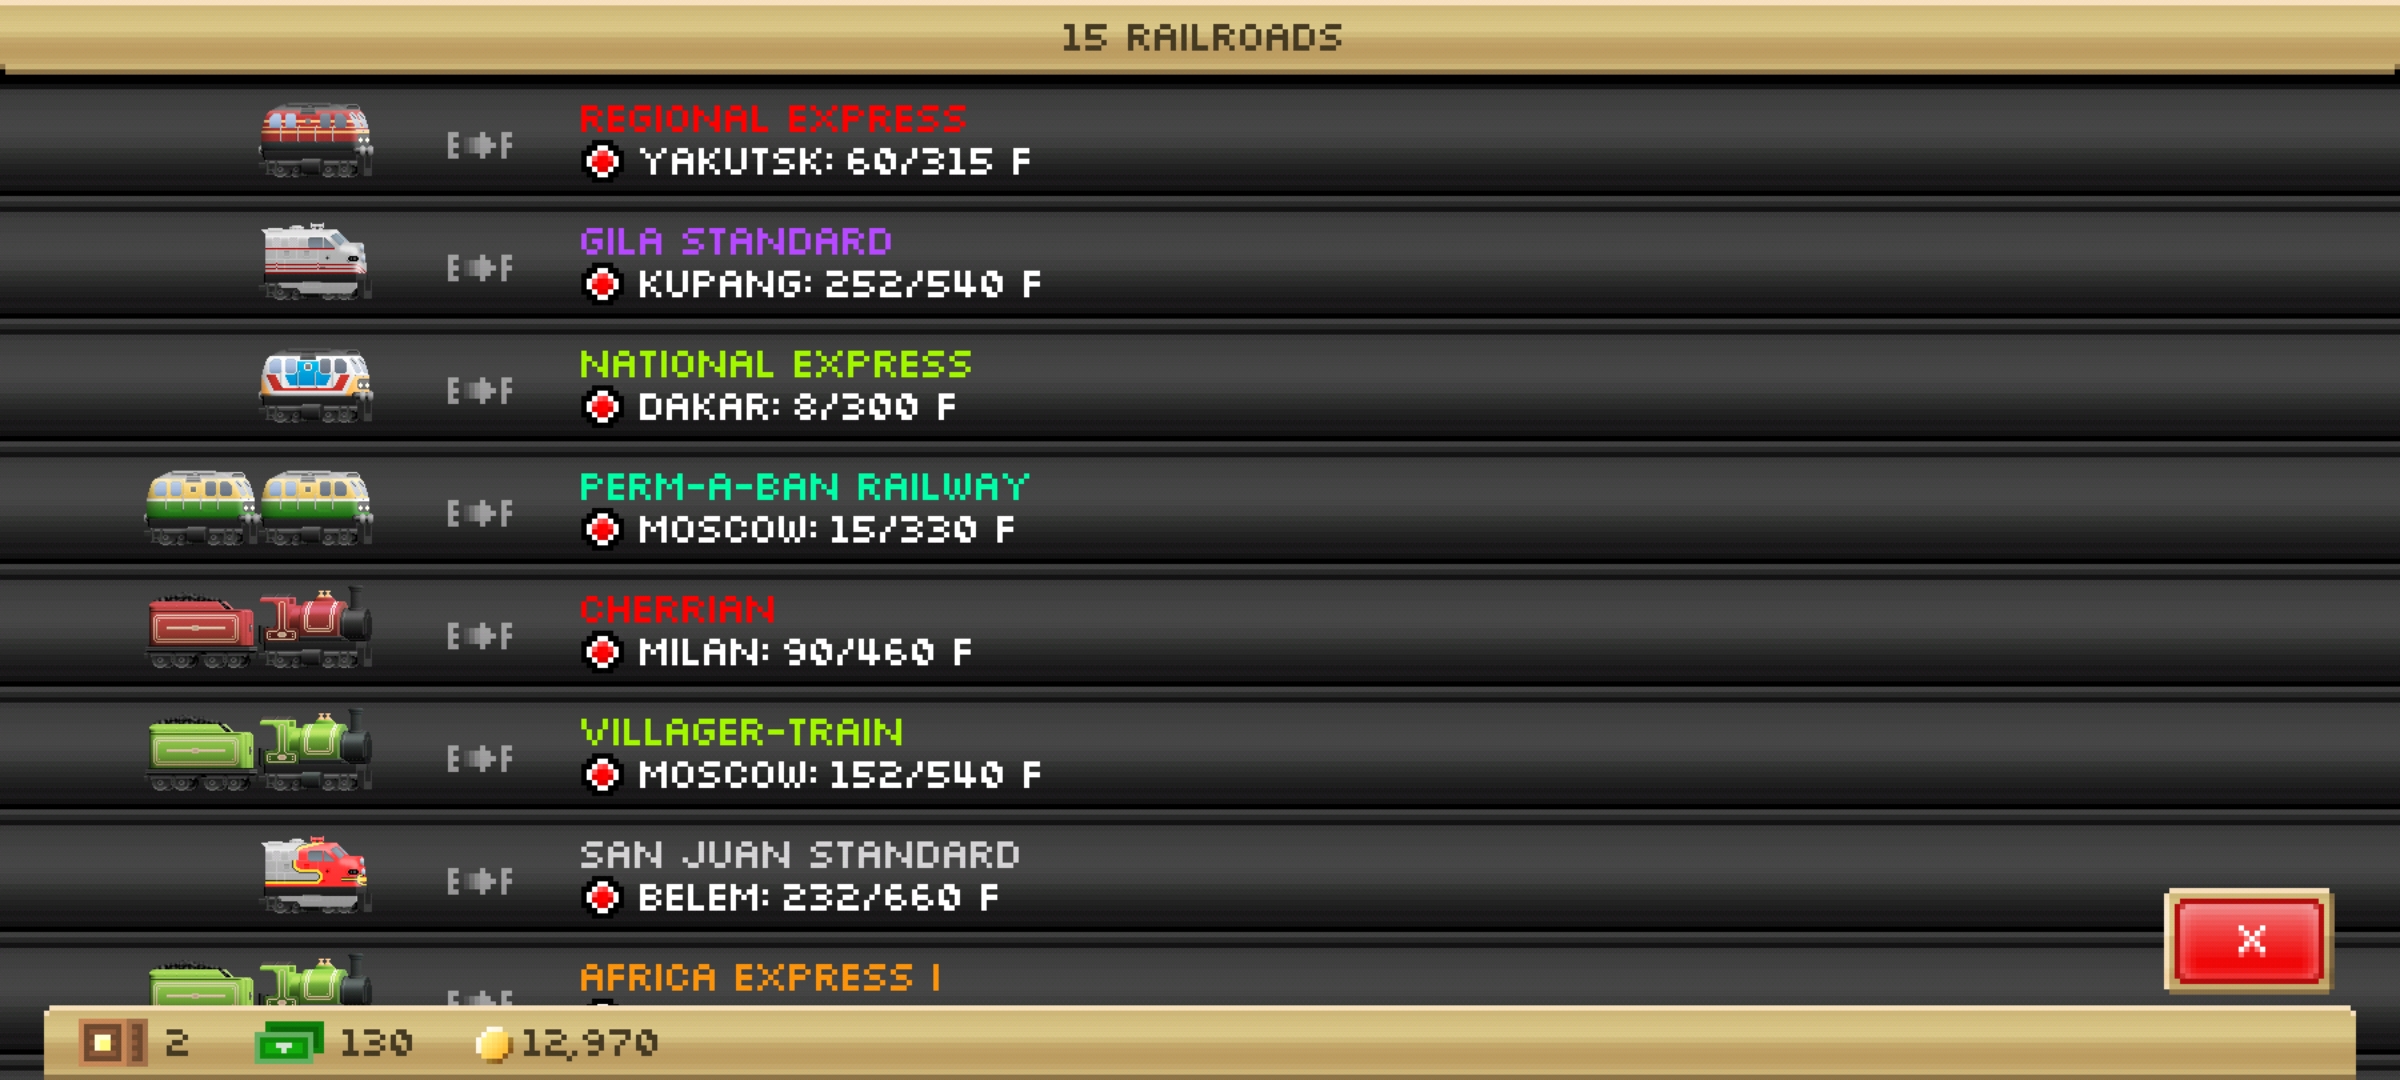 15 RAILROADS
E F
REGIONAL EXPRESS
YAKUTSK: 60/315 F
E F
GILA STANDARD
KUPANG: 252/540 F
E F
NATIONAL EXPRESS
DAKAR: 8/300 F
E F
PERM-A-BAN RAILWAY
MOSCOW: 15/330 F
E F
CHERRIAN
MILAN: 90/460 F
E F
VILLAGER-TRAIN
MOSCOW: 152/540 F
E F
SAN JUAN STANDARD
BELEM: 232/660 F
X
E F
AFRICA EXPRESS I
2 130 12,970